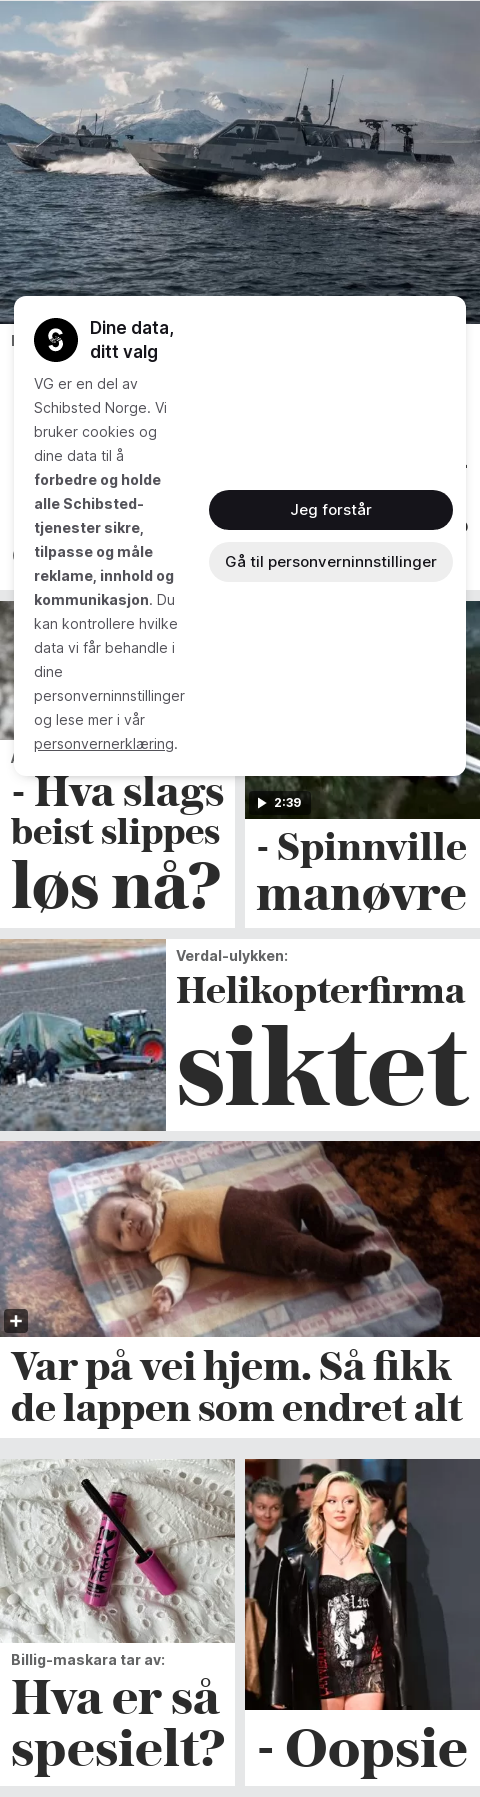 Dine data,
ditt valg
VG er en del av
Schibsted Norge. Vi
bruker cookies og
dine data til å
forbedre og holde
alle Schibsted-
tjenester sikre,
tilpasse og måle
reklame, innhold og
kommunikasjon. Du
kan kontrollere hvilke
data vi får behandle i
dine
personverninnstillinger
og lese mer i vår
personvernerklæring.
Jeg forstår
Gå til personverninnstillinger
- Hva slags
beist slippes
løs nå?
2:39
- Spinnville
manøvre
Verdal-ulykken:
Helikopterfirma
siktet
Var på vei hjem. Så fikk
de lappen som endret alt
Billig-maskara tar av:
Hva er så
spesielt?
- Oopsie